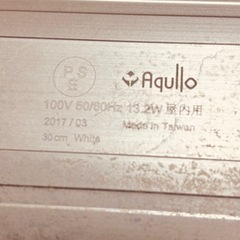 PS
E
Aqullo
100V 50/60Hz 13.2W 屋内用
2017/03 Made in Taiwan
30cm White